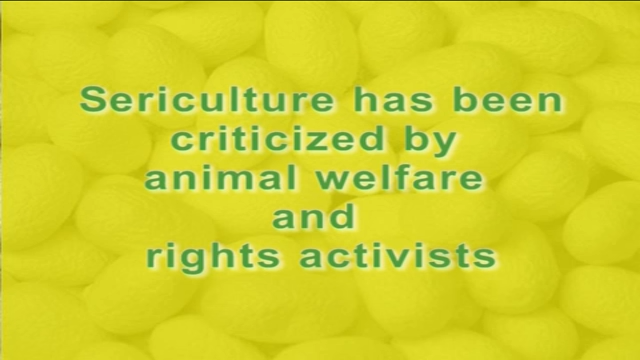 Sericulture has been
criticized by
animal welfare
and
rights activists